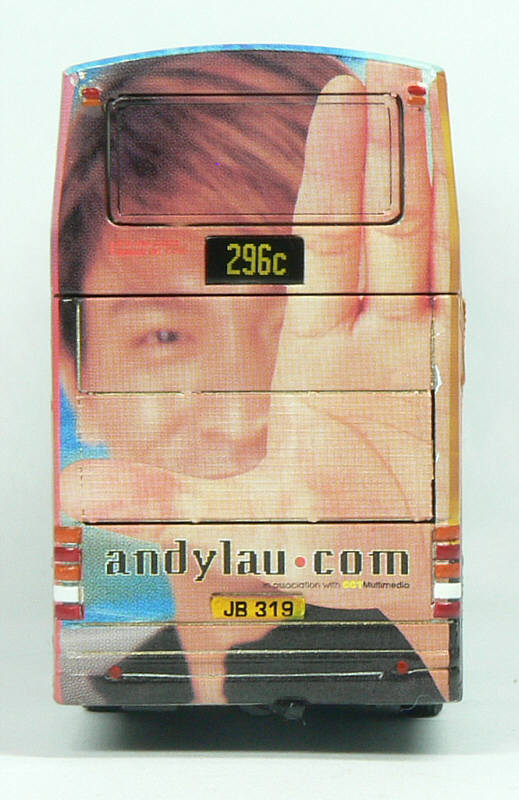 296c
andylau•com
in association with CCT Multimedia
JB 319